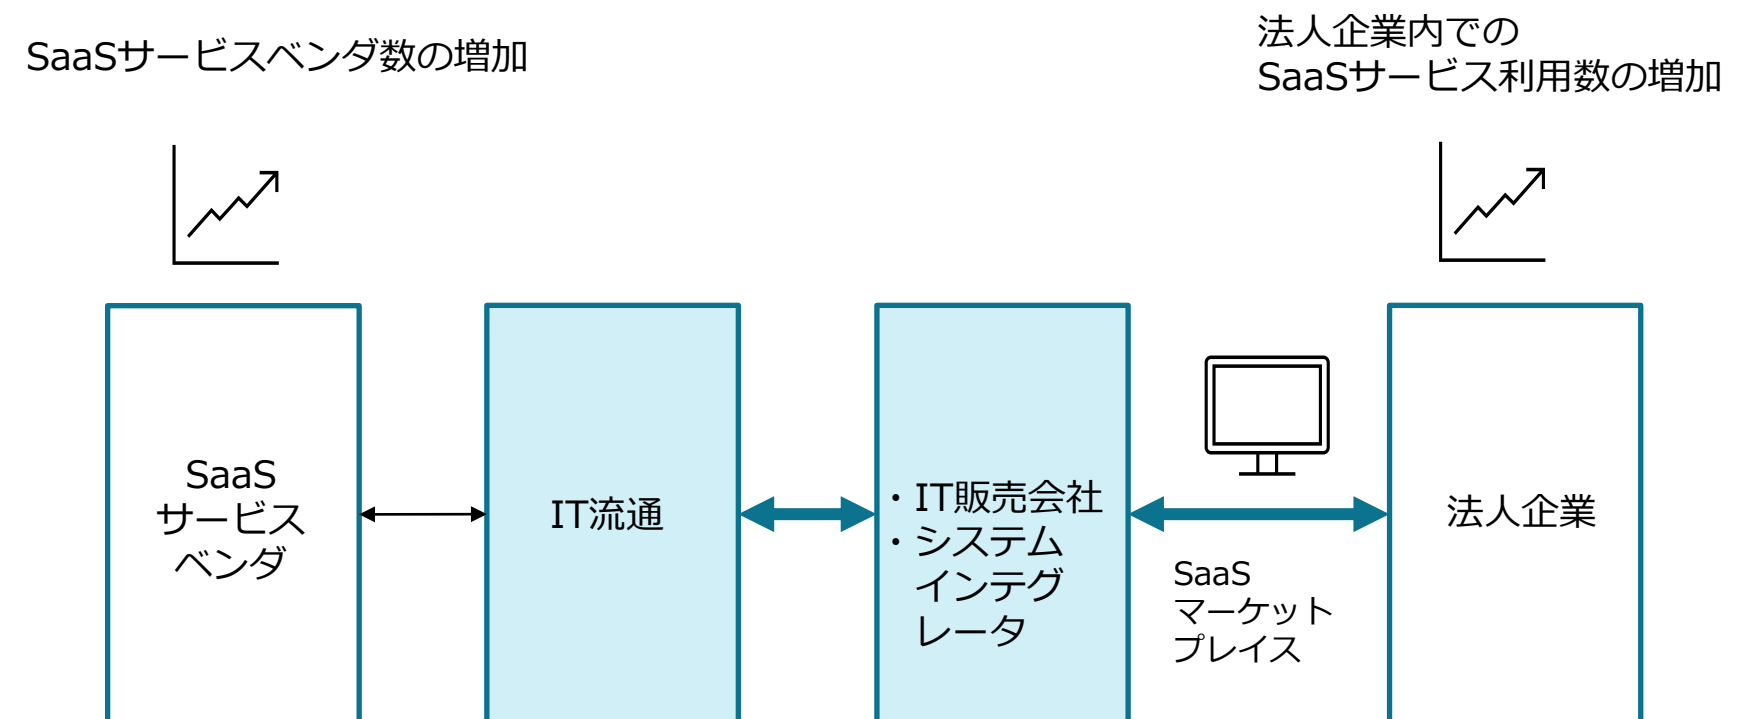 SaaSサービスベンダ数の増加
法人企業内での
SaaSサービス利用数の増加
SaaS
サービス
ベンダ
IT流通
・IT販売会社
・システム
インテグ
レータ
SaaS
マーケット
プレイス
法人企業